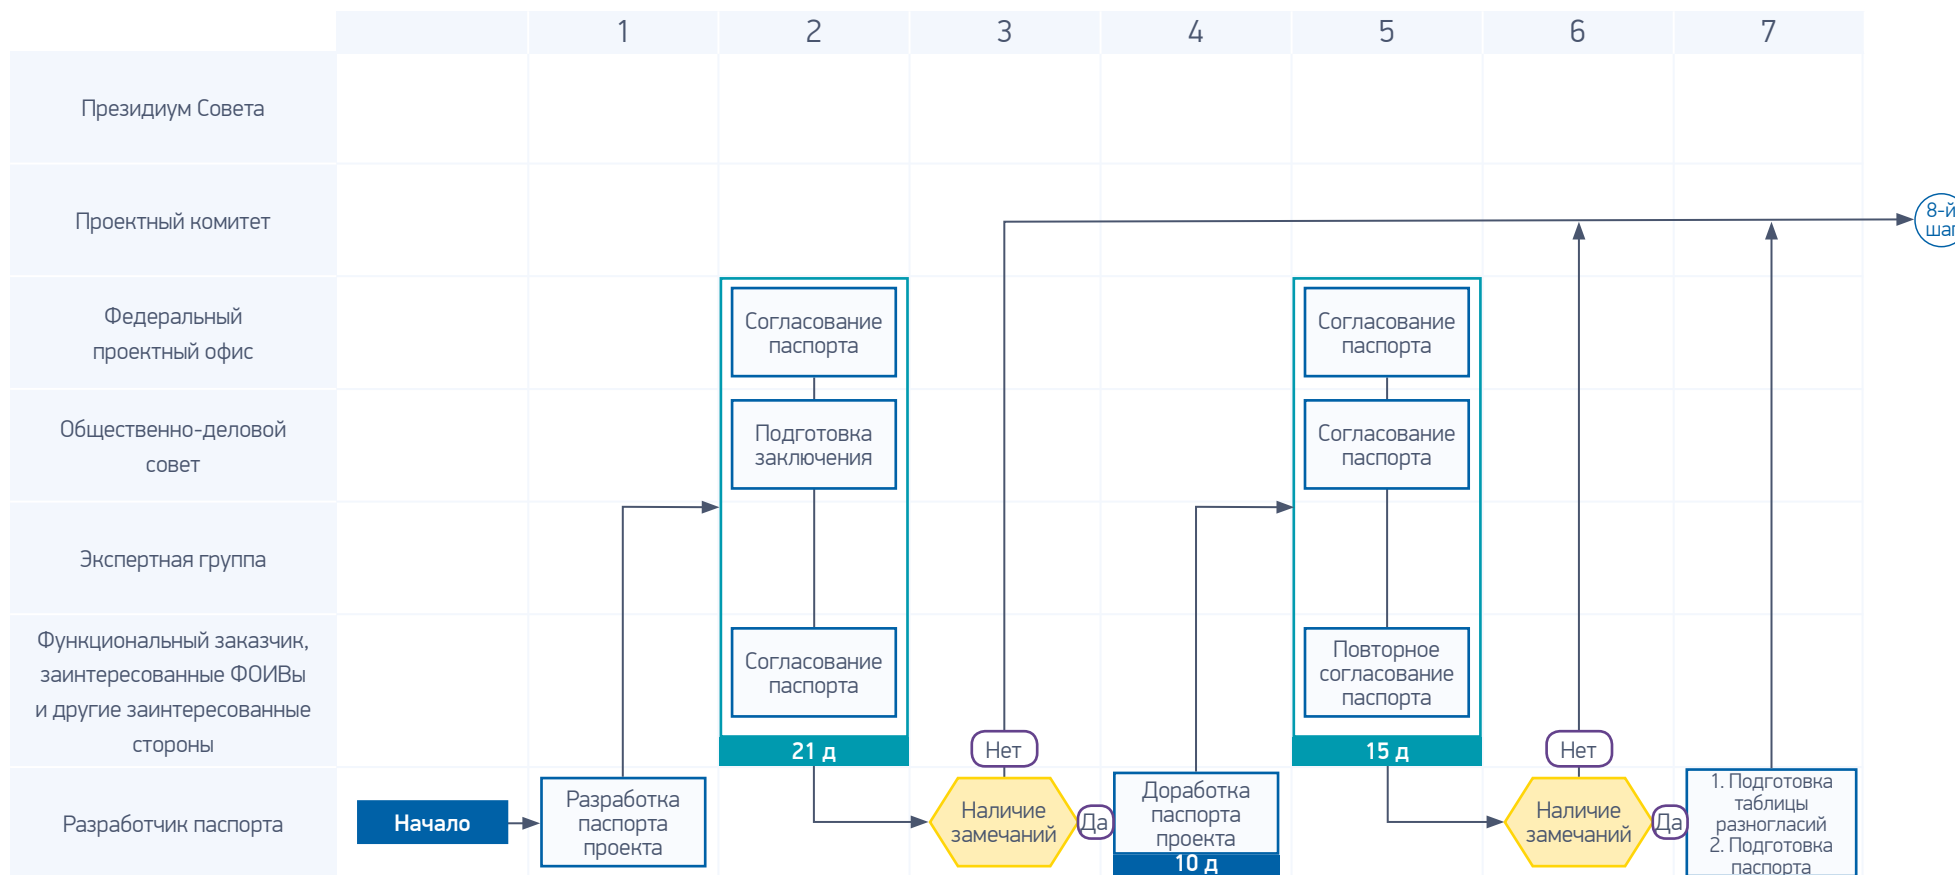 1 2 3 4 5 6 7
Президиум Совета
Проектный комитет
8-й
шаг
Федеральный
проектный офис
Согласование
паспорта
Согласование
паспорта
Общественно-деловой
совет
Подготовка
заключения
Согласование
паспорта
Экспертная группа
Функциональный заказчик,
заинтересованные ФОИВы
и другие заинтересованные
стороны
Согласование
паспорта
21 д
Нет
Повторное
согласование
паспорта
15 д
Нет
Разработчик паспорта
Начало
Разработка
паспорта
проекта
Наличие
замечаний
Да
Доработка
паспорта
проекта
10 д
Наличие
замечаний
Да
1. Подготовка
таблицы
разногласий
2. Подготовка
паспорта